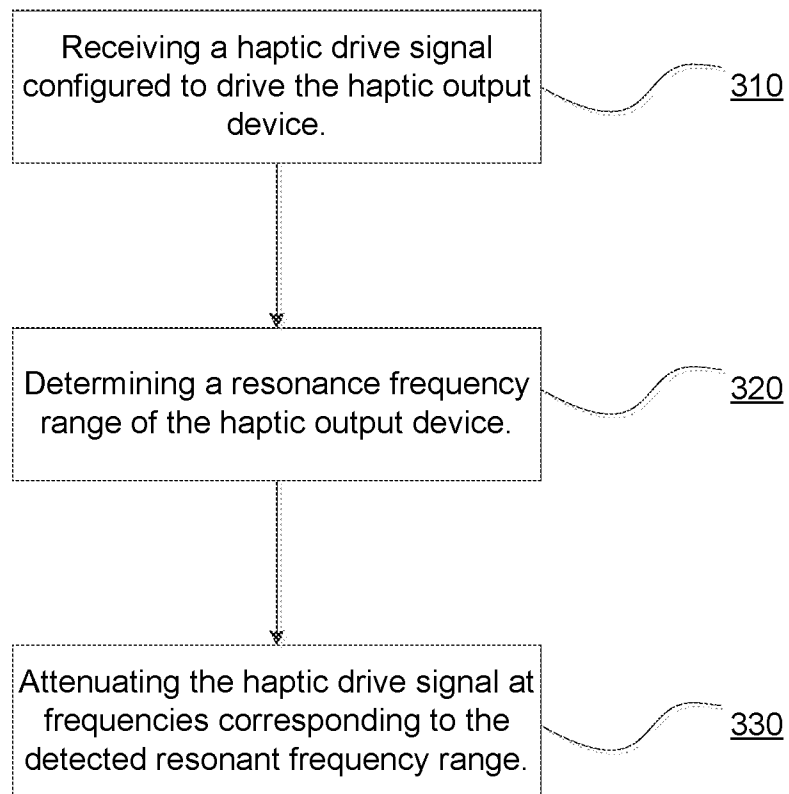 Receiving a haptic drive signal
configured to drive the haptic output
device.
310
Determining a resonance frequency
range of the haptic output device.
320
Attenuating the haptic drive signal at
frequencies corresponding to the
detected resonant frequency range.
330